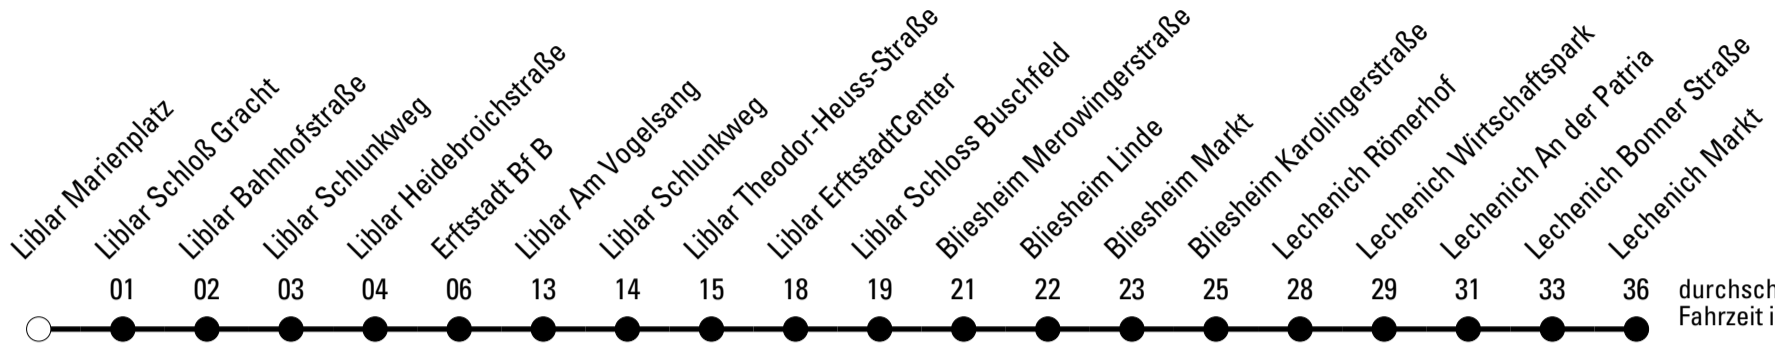 Liblar Marienplatz
Liblar Schloß Gracht
Liblar Bahnhofstraße
Liblar Schlunkweg
Liblar Heidebroichstraße
Erftstadt Bf B
Liblar Am Vogelsang
Liblar Schlunkweg
Liblar Theodor-Heuss-Straße
Liblar ErftstadtCenter
Liblar Schloss Buschfeld
Bliesheim Merowingerstraße
Bliesheim Linde
Bliesheim Markt
Bliesheim Karolingerstraße
Lechenich Römerhof
Lechenich Wirtschaftspark
Lechenich An der Patria
Lechenich Bonner Straße
Lechenich Markt
01 02 03 04 06 13 14 15 18 19 21 22 23 25 28 29 31 33 36 durchsch
Fahrzeit i